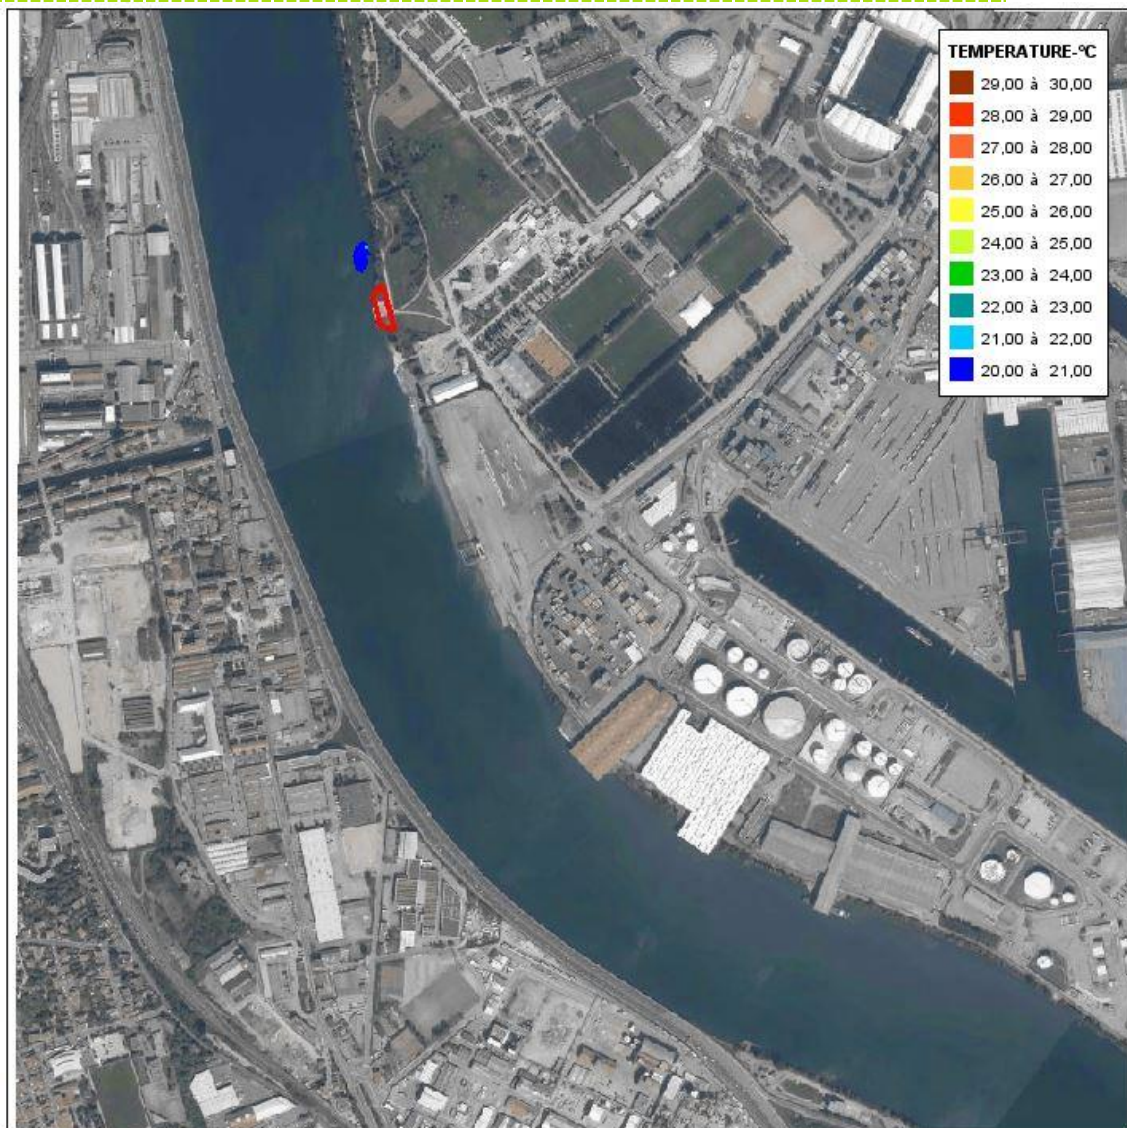 TEMPERATURE-°C
29,00 à 30,00
28,00 à 29,00
27,00 à 28,00
26,00 à 27,00
25,00 à 26,00
24,00 à 25,00
23,00 à 24,00
22,00 à 23,00
21,00 à 22,00
20,00 à 21,00